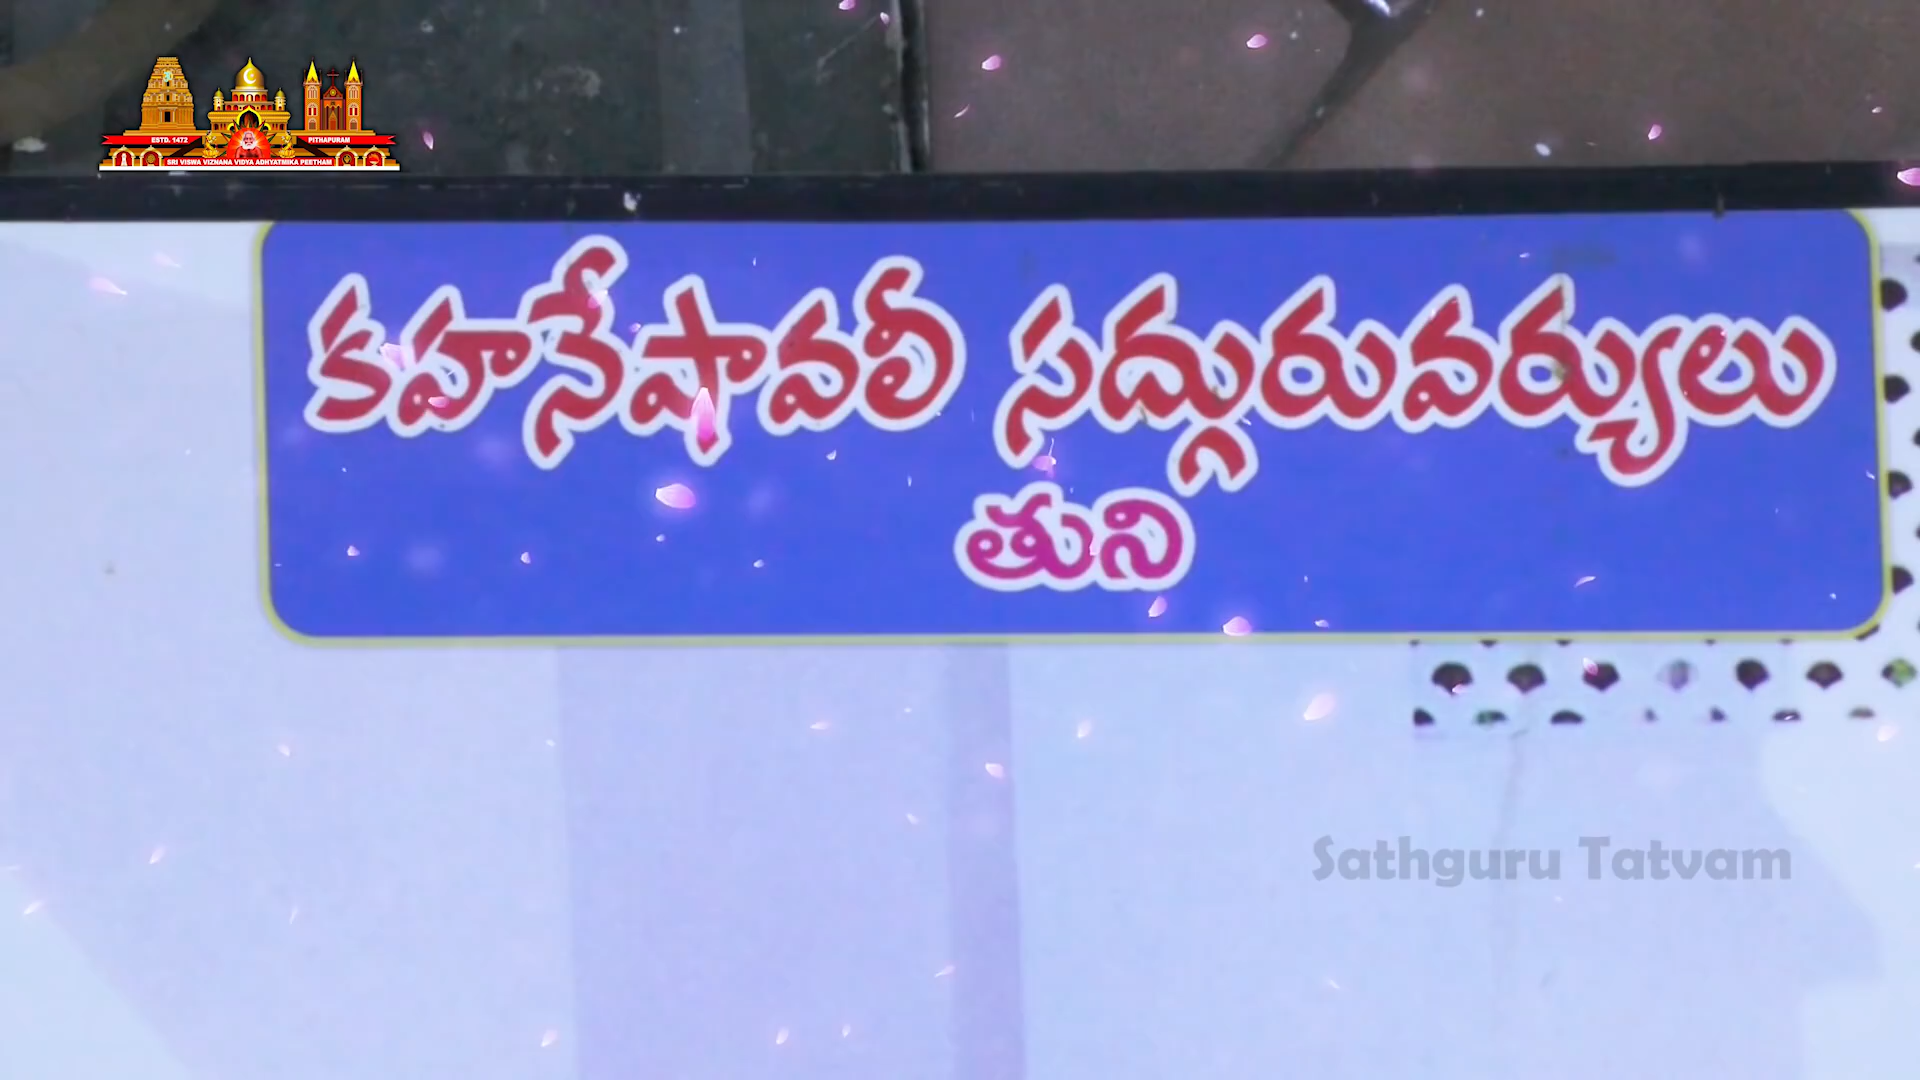 ESTD. 1472 PITHAPURAM
SRI VISWA VIZNANA VIDYA ADHYATMIKA PEETHAM
కహనేషావలీ సద్గురువర్యులు
తుని
Sathguru Tatvam